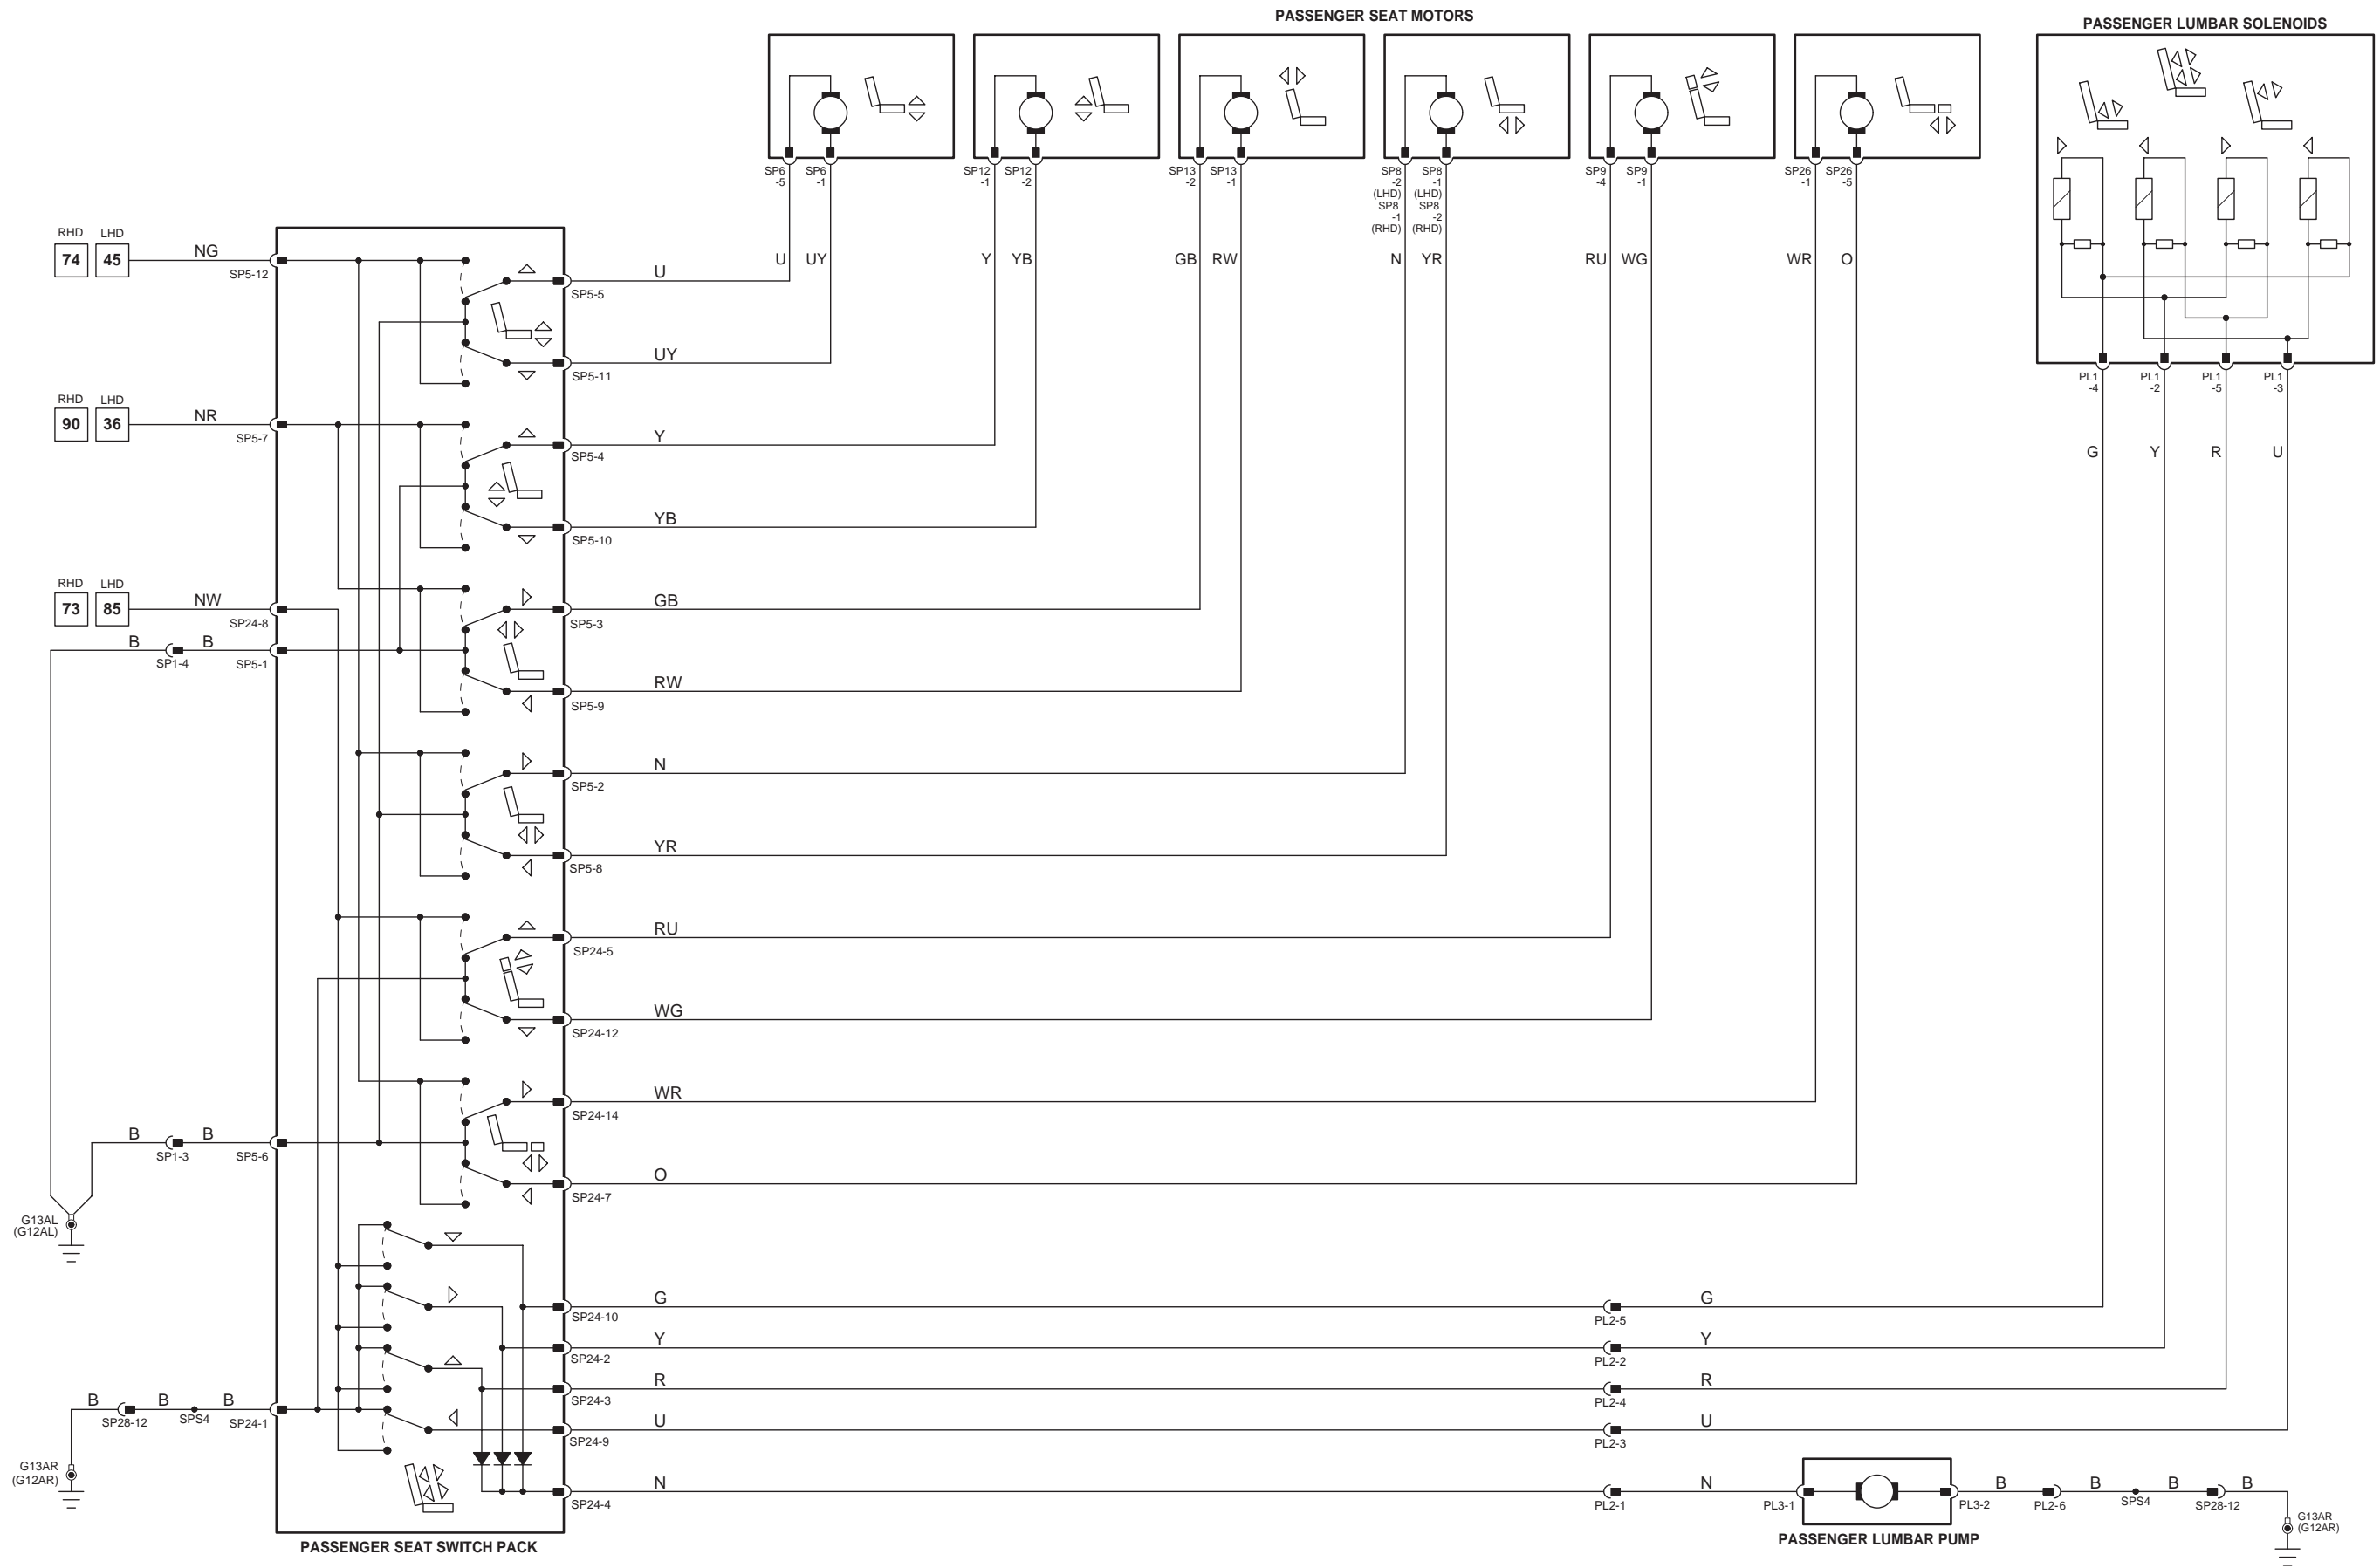 PASSENGER SEAT MOTORS
PASSENGER LUMBAR SOLENOIDS
SP6 -5
SP6 -1
SP12 -1
SP12 -2
SP13 -2
SP13 -1
SP8 -2 (LHD) SP8 -1 (RHD)
SP8 -1 (LHD) SP8 -2 (RHD)
SP9 -4
SP9 -1
SP26 -1
SP26 -5
U UY Y YB GB RW N YR RU WG WR O
PL1 -4
PL1 -2
PL1 -5
PL1 -3
G Y R U
RHD LHD
74 45 NG SP5-12
SP5-5 U
SP5-11 UY
RHD LHD
90 36 NR SP5-7
SP5-4 Y
SP5-10 YB
RHD LHD
73 85 NW SP24-8
SP5-3 GB
B SP1-4 B SP5-1
SP5-9 RW
SP5-2 N
SP5-8 YR
SP24-5 RU
SP24-12 WG
SP24-14 WR
B SP1-3 B SP5-6
SP24-7 O
G13AL
(G12AL)
SP24-10 G PL2-5 G
SP24-2 Y PL2-2 Y
SP24-3 R PL2-4 R
B SP28-12 B SPS4 B SP24-1
SP24-9 U PL2-3 U
G13AR
(G12AR)
SP24-4 N PL2-1 N PL3-1
PL3-2 B PL2-6 B SPS4 B SP28-12 B
G13AR
(G12AR)
PASSENGER LUMBAR PUMP
PASSENGER SEAT SWITCH PACK